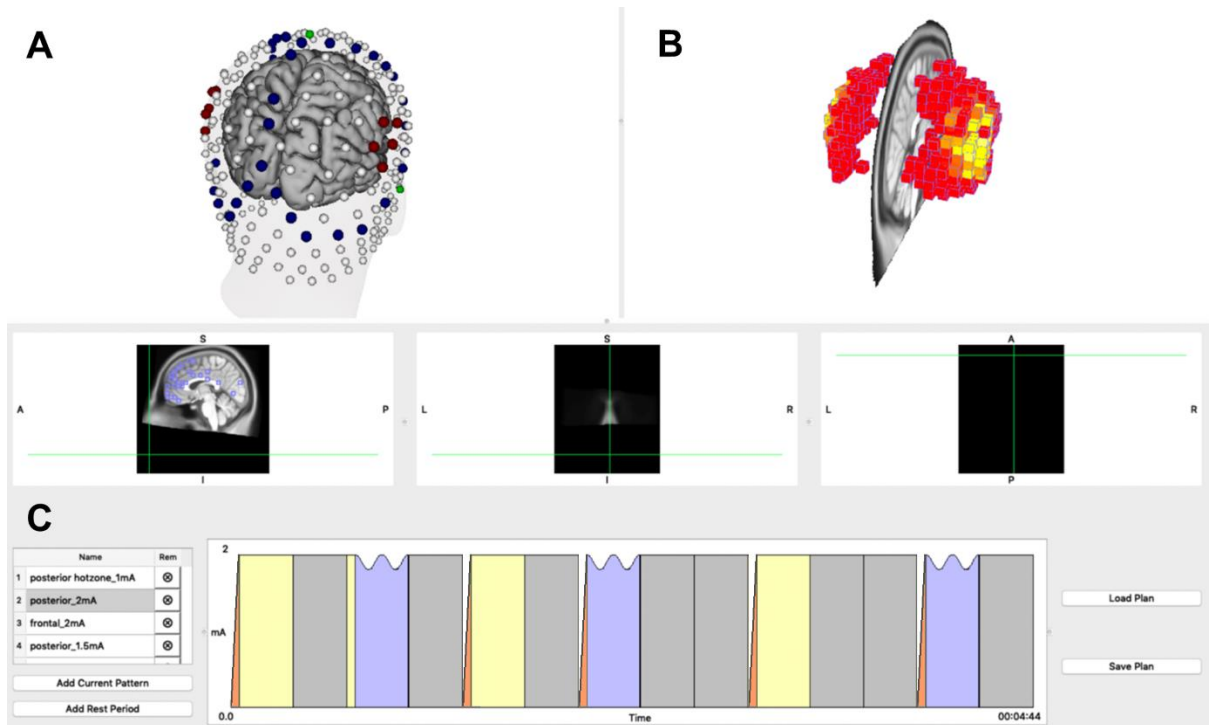 A
B
S
S
A
A
P
L
R
L
R
I
I
P
C
Name Rem
1 posterior hotzone_1mA
2 posterior_2mA
3 frontal_2mA
4 posterior_1.5mA
Add Current Pattern
Add Rest Period
2
mA
0.0
Time
00:04:44
Load Plan
Save Plan